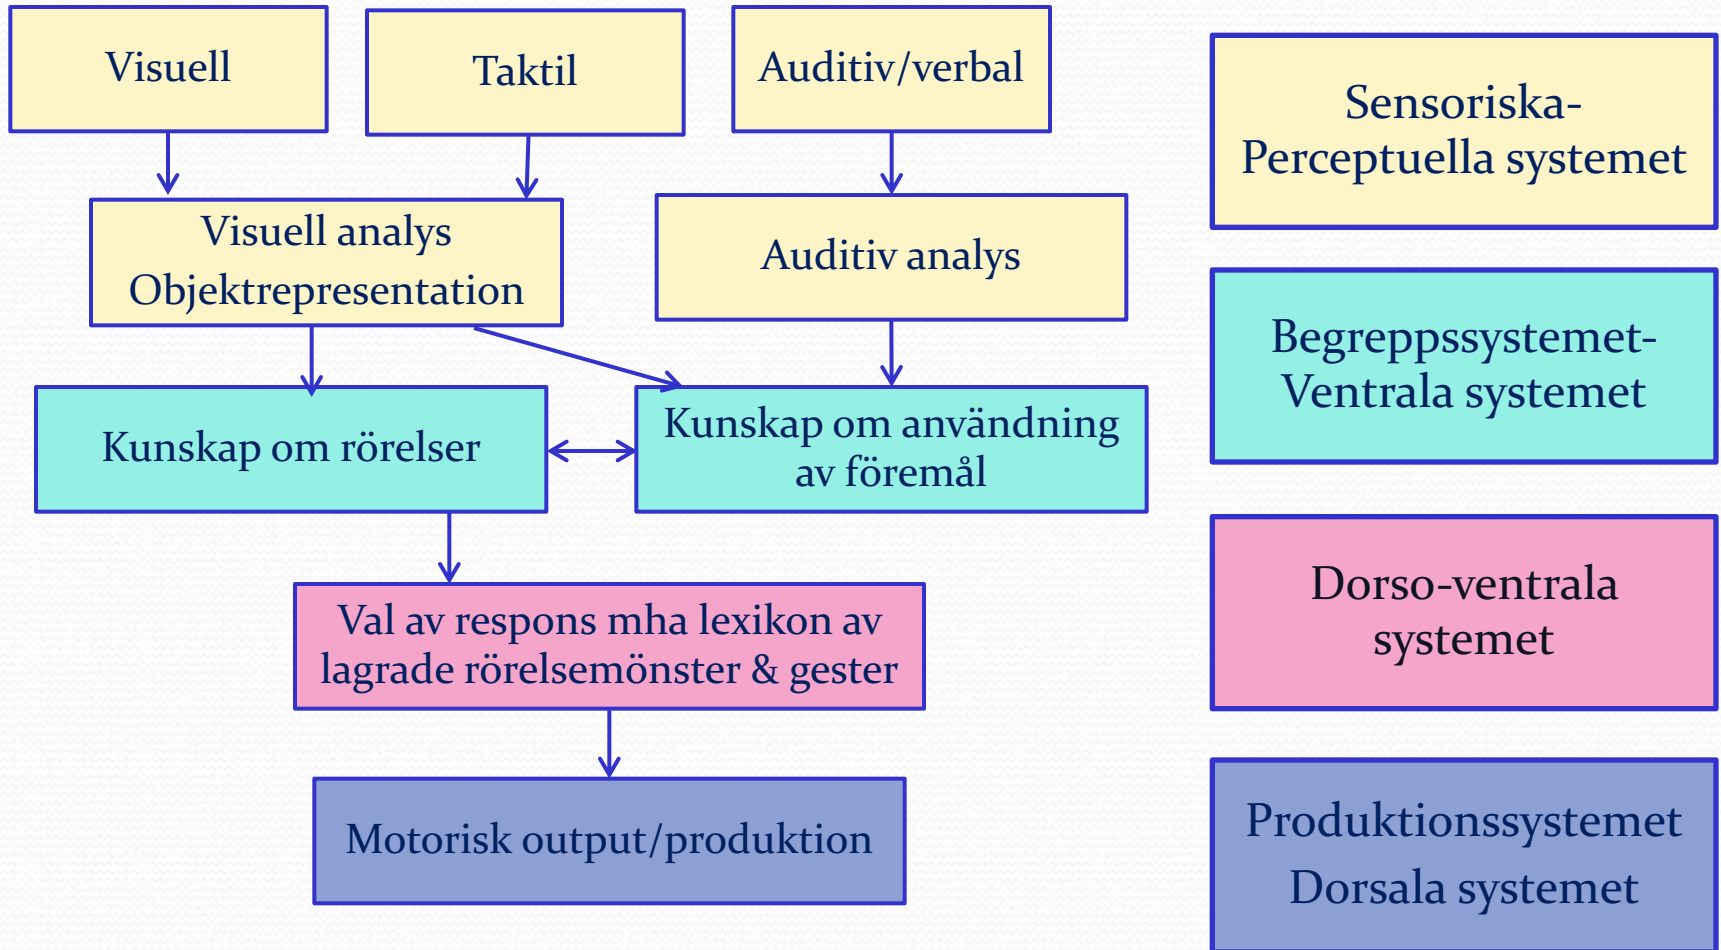 Visuell
Taktil
Auditiv/verbal
Visuell analys
Objektrepresentation
Auditiv analys
Kunskap om rörelser
Kunskap om användning
av föremål
Val av respons mha lexikon av
lagrade rörelsemönster & gester
Motorisk output/produktion
Sensoriska-
Perceptuella systemet
Begreppssystemet-
Ventrala systemet
Dorso-ventrala
systemet
Produktionssystemet
Dorsala systemet